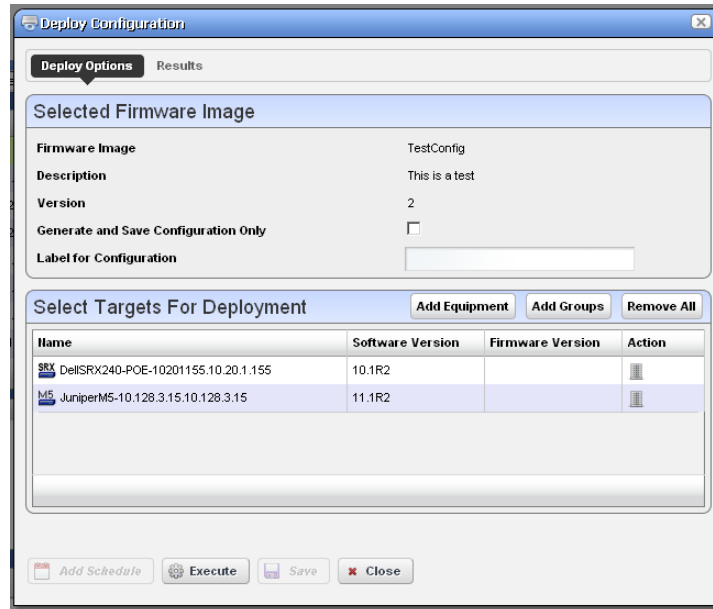 Deploy Configuration
Deploy Options Results
Selected Firmware Image
Firmware Image TestConfig
Description This is a test
Version 2
Generate and Save Configuration Only
Label for Configuration
Select Targets For Deployment Add Equipment Add Groups Remove All
Name Software Version Firmware Version Action
SRX DellSRX240-POE-10201155.10.20.1.155 10.1R2
M5 JuniperM5-10.128.3.15.10.128.3.15 11.1R2
Add Schedule Execute Save Close